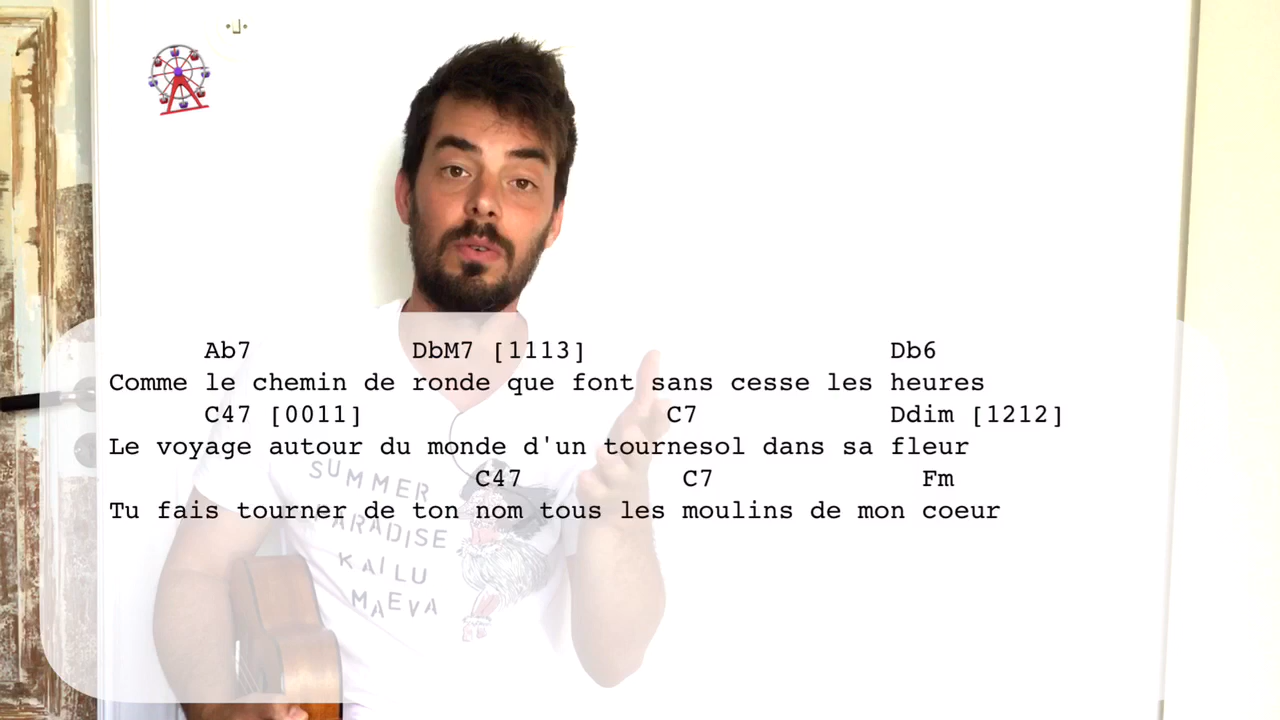 Ab7 DbM7 [1113] Db6
Comme le chemin de ronde que font sans cesse les heures
C47 [0011] C7 Ddim [1212]
Le voyage autour du monde d'un tournesol dans sa fleur
C47 C7 Fm
Tu fais tourner de ton nom tous les moulins de mon coeur
SUMMER
PARADISE
KAILU
MAEVA